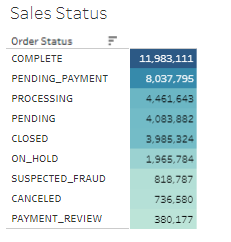 Sales Status
Order Status
COMPLETE 11,983,111
PENDING_PAYMENT 8,037,795
PROCESSING 4,461,643
PENDING 4,083,882
CLOSED 3,985,324
ON_HOLD 1,965,784
SUSPECTED_FRAUD 818,787
CANCELED 736,580
PAYMENT_REVIEW 380,177